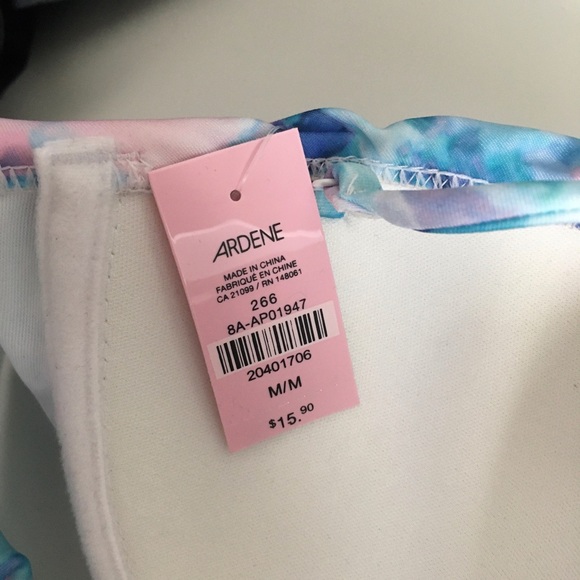 ARDENE
MADE IN CHINA
FABRIQUÉ EN CHINE
CA 21099 / RN 148061
266
8A-AP01947
20401706
M/M
$15.90